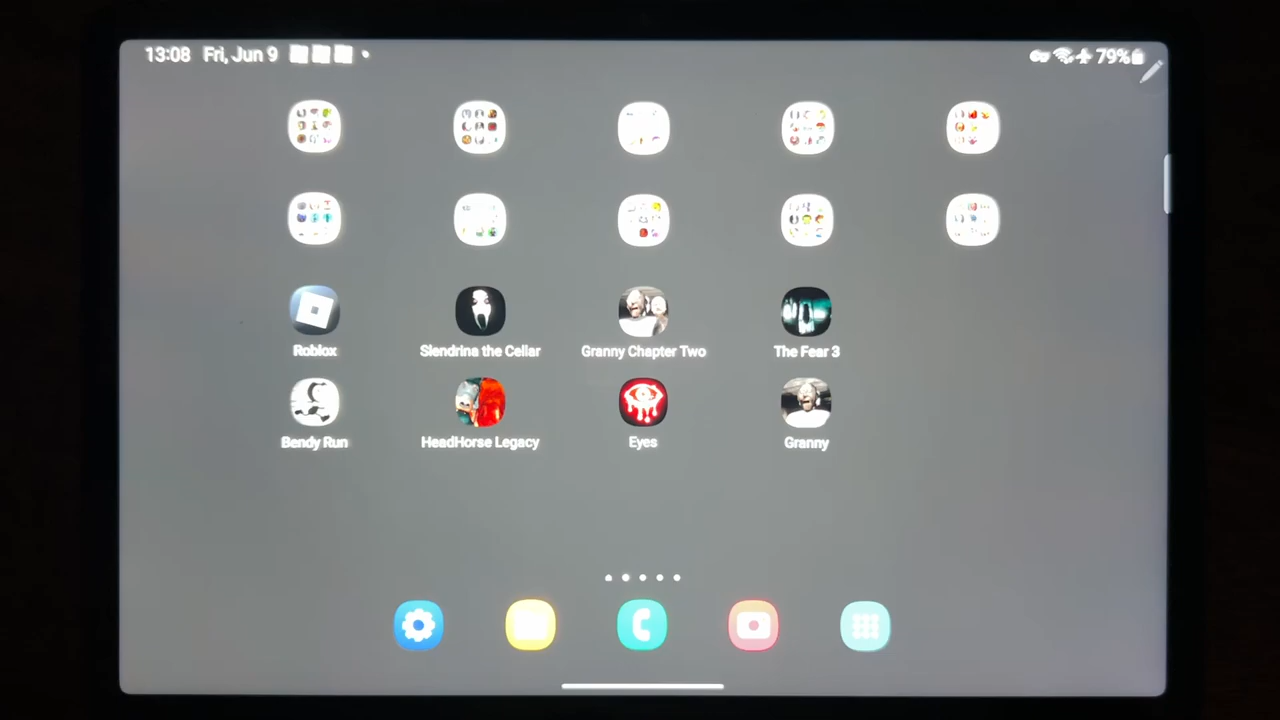 13:08 Fri, Jun 9
79%
Roblox
Slendrina the Cellar
Granny Chapter Two
The Fear 3
Bendy Run
HeadHorse Legacy
Eyes
Granny